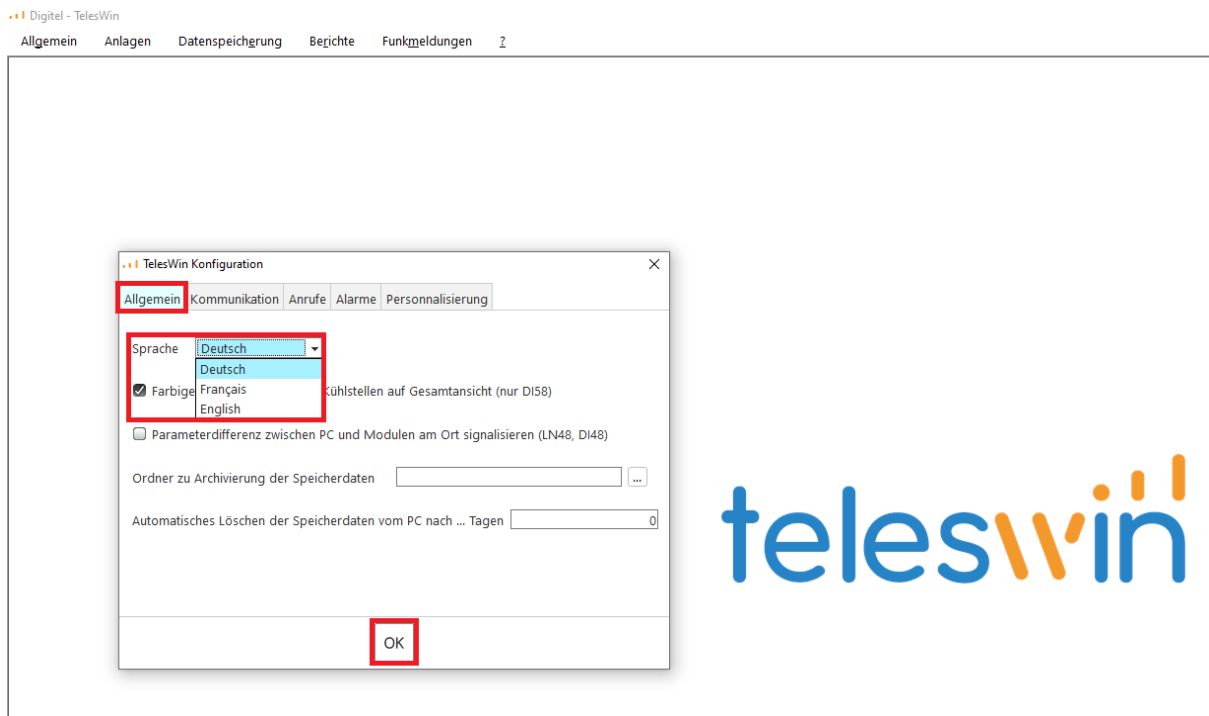 Digitel - TelesWin
Allgemein Anlagen Datenspeicherung Berichte Funkmeldungen ?
TelesWin Konfiguration
Allgemein Kommunikation Anrufe Alarme Personnalisierung
Sprache Deutsch
Deutsch
Farbige Français Kühlstellen auf Gesamtansicht (nur DI58)
English
Parameterdifferenz zwischen PC und Modulen am Ort signalisieren (LN48, DI48)
Ordner zu Archivierung der Speicherdaten ...
Automatisches Löschen der Speicherdaten vom PC nach ... Tagen 0
OK
teleswin